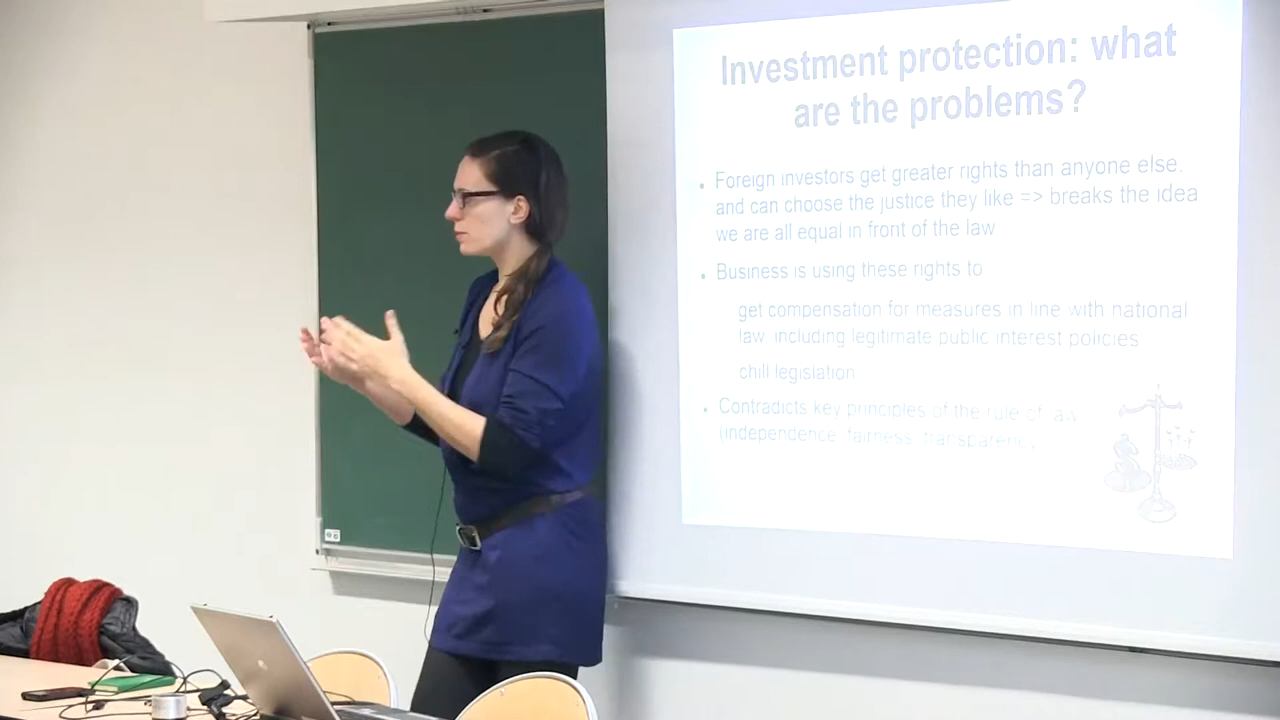 Investment protection: what
are the problems?
Foreign investors get greater rights than anyone else.
and can choose the justice they like => breaks the idea
we are all equal in front of the law
Business is using these rights to
get compensation for measures in line with national
law including legitimate public interest policies
chill legislation
Contradicts key principles of the rule of law
(independence, fairness, transparency)